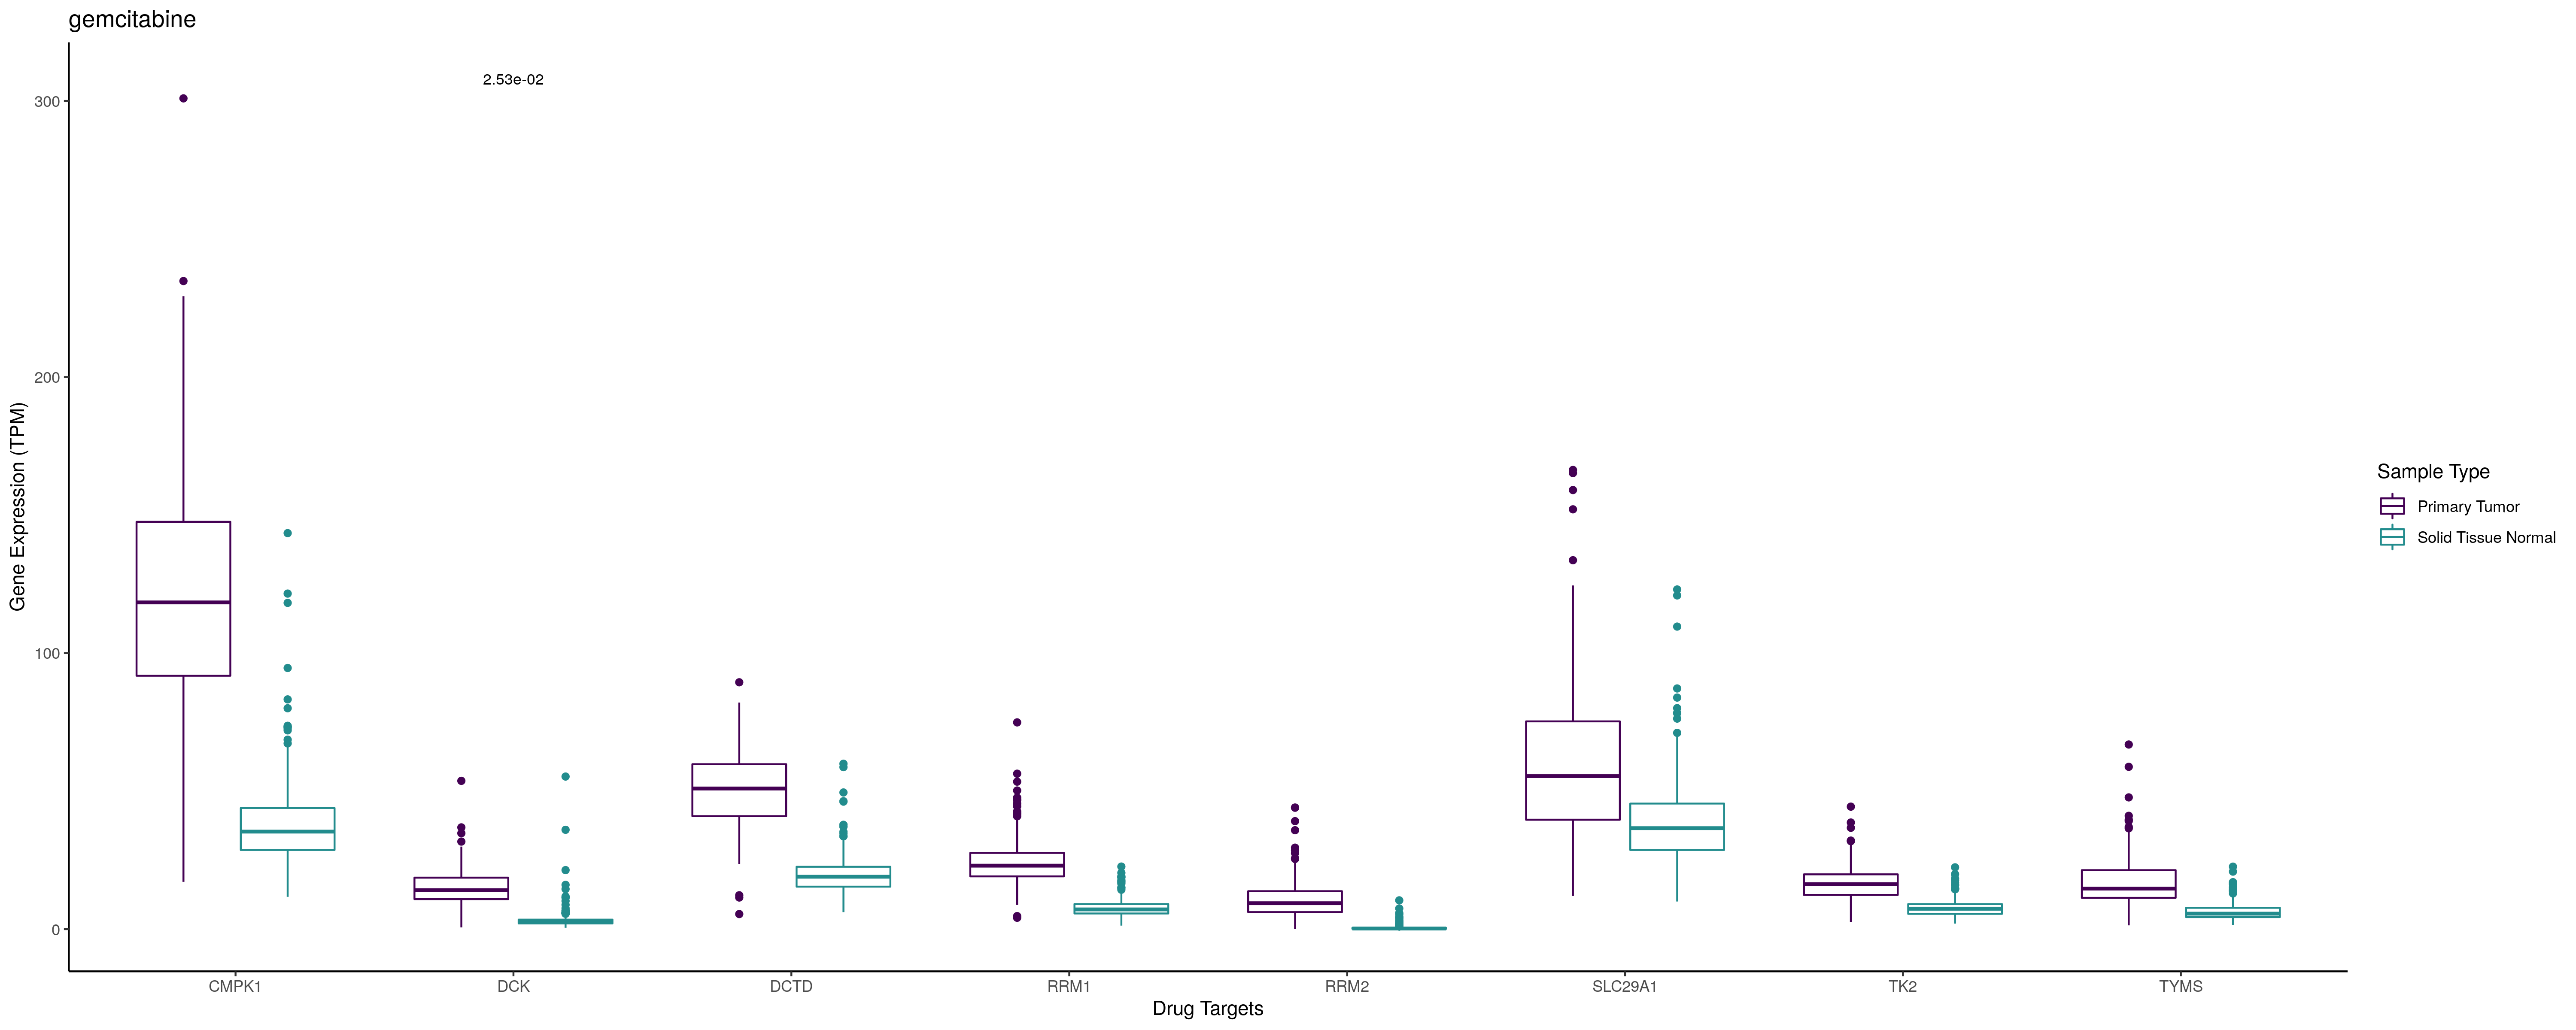 gemcitabine
2.53e-02
300
200
100
0
Gene Expression (TPM)
CMPK1
DCK
DCTD
RRM1
RRM2
SLC29A1
TK2
TYMS
Drug Targets
Sample Type
Primary Tumor
Solid Tissue Normal